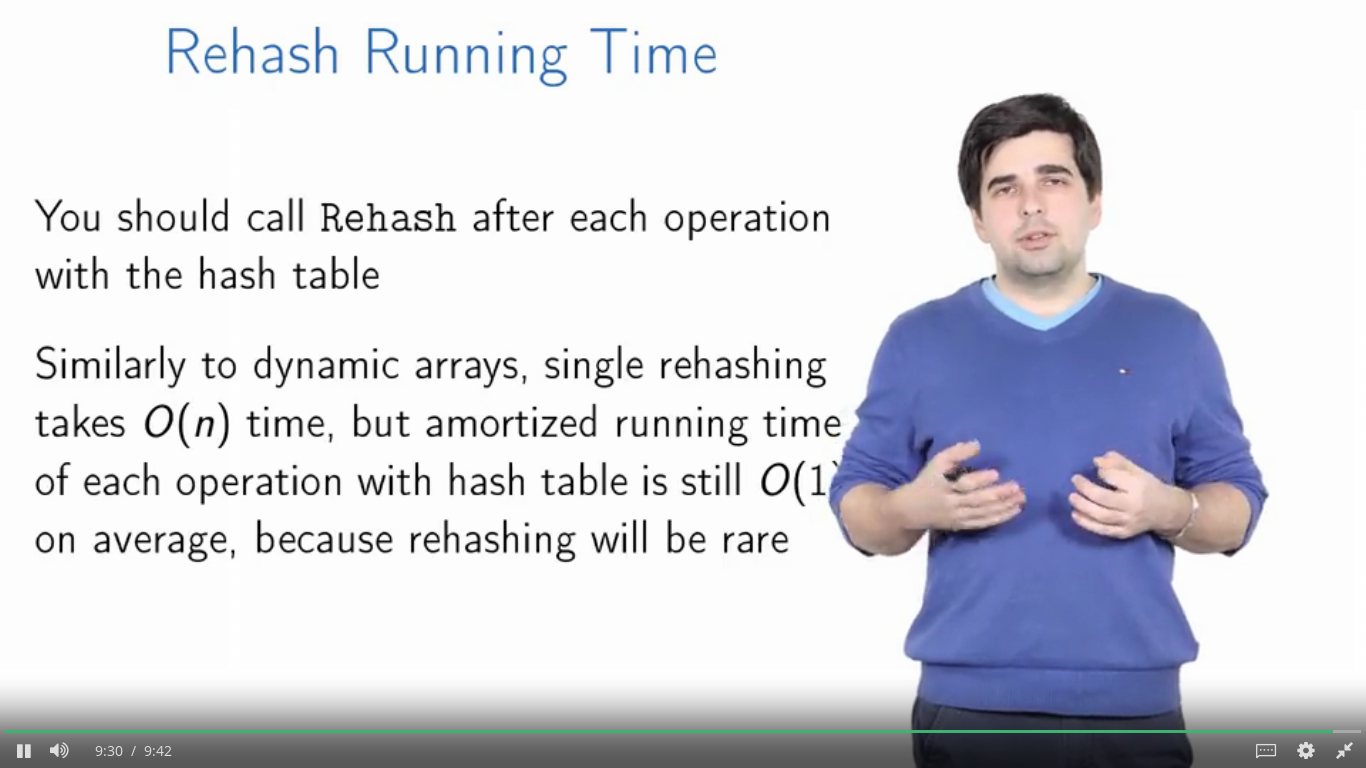 Rehash Running Time
You should call Rehash after each operation
with the hash table
Similarly to dynamic arrays, single rehashing
takes O(n) time, but amortized running time
of each operation with hash table is still O(1)
on average, because rehashing will be rare
9:30 / 9:42